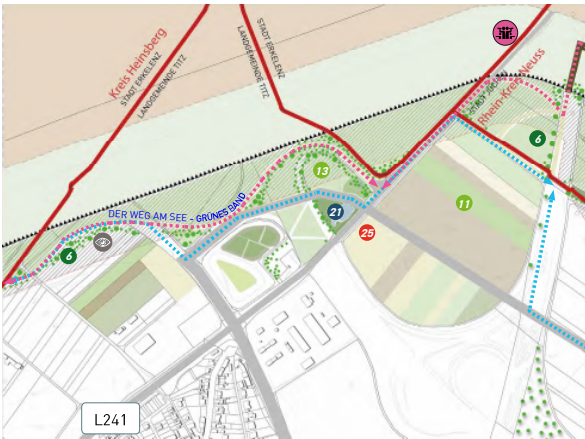 Kreis Heinsberg
STADT ERKELENZ
LANDGEMEINDE TITZ
STADT ERKELENZ
LANDGEMEINDE TITZ
Rhein-Kreis Neuss
6
13
DER WEG AM SEE - GRÜNES BAND
21
11
25
6
L241